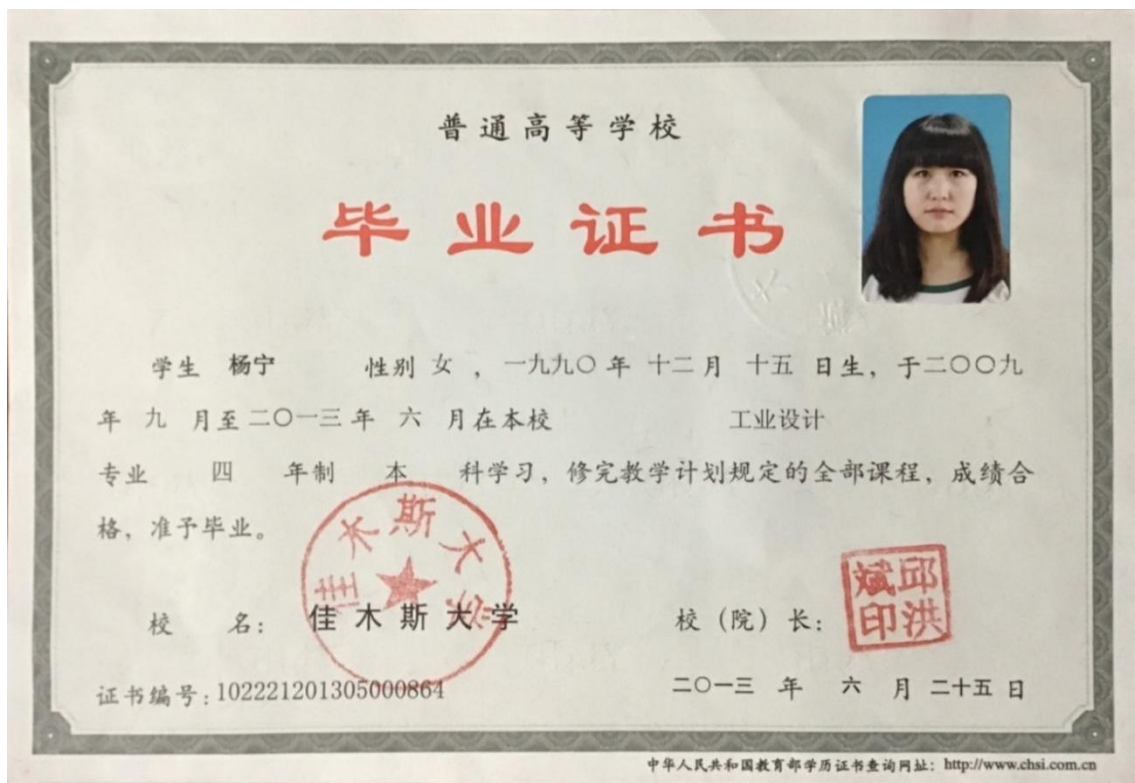 普通高等学校
毕业证书
学生 杨宁 性别 女 ，一九九〇年 十二月 十五 日生，于二〇〇九
年 九 月至二〇一三年 六 月在本校 工业设计
专业 四 年制 本 科学习，修完教学计划规定的全部课程，成绩合
格，准予毕业。
佳木斯大学
校 名：佳木斯大学
校（院）长：
邱洪斌印
证书编号：102221201305000864
二〇一三 年 六 月 二十五 日
中华人民共和国教育部学历证书查询网址：http://www.chsi.com.cn